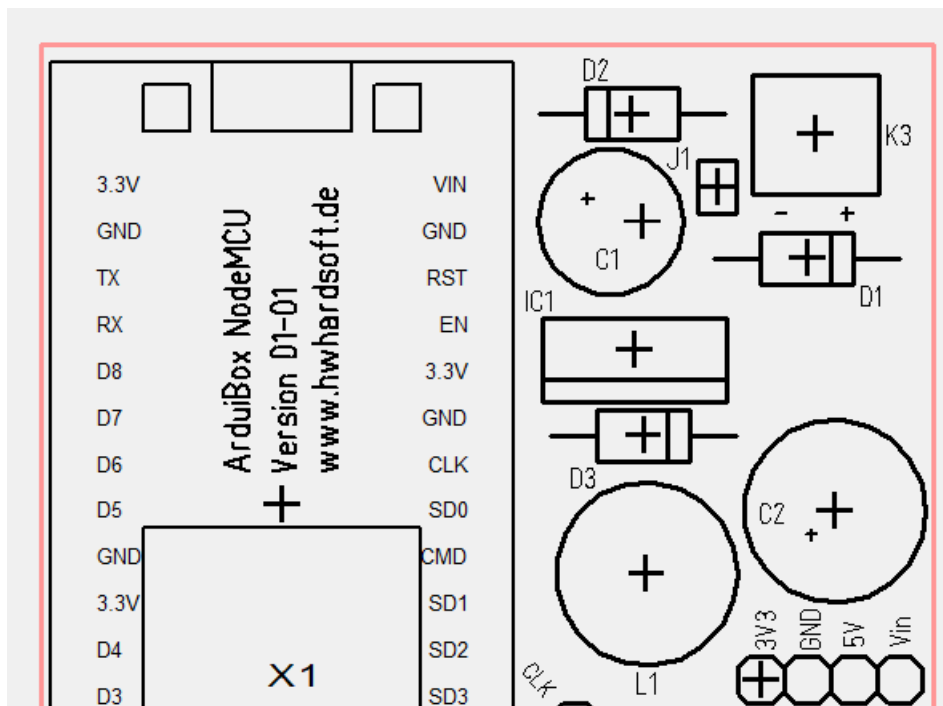 D2
K3
J1
- +
C1
D1
IC1
D3
C2
L1
3V3
GND
5V
Vin
CLK
ArduiBox NodeMCU
Version D1-01
www.hwhardsoft.de
3.3V VIN
GND GND
TX RST
RX EN
D8 3.3V
D7 GND
D6 CLK
D5 SD0
GND CMD
3.3V SD1
D4 SD2
D3 SD3
X1